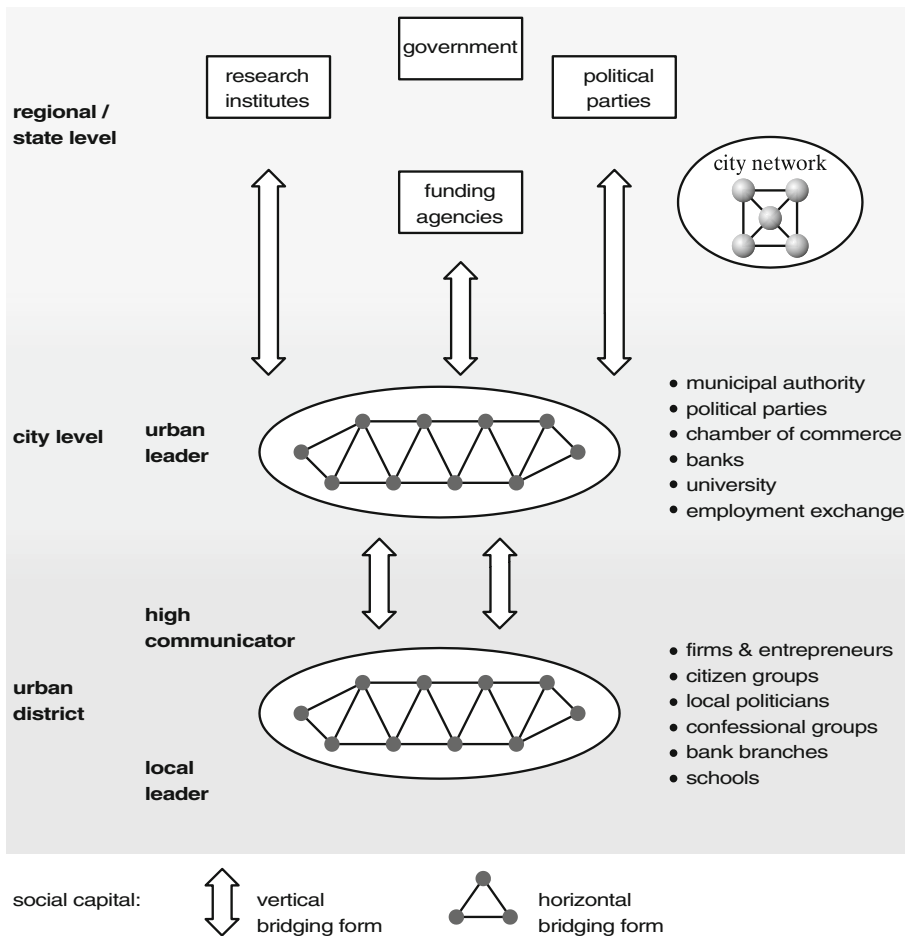 government
research
institutes
political
parties
regional /
state level
city network
funding
agencies
city level
urban
leader
• municipal authority
• political parties
• chamber of commerce
• banks
• university
• employment exchange
high
communicator
urban
district
local
leader
• firms & entrepreneurs
• citizen groups
• local politicians
• confessional groups
• bank branches
• schools
social capital:
vertical
bridging form
horizontal
bridging form